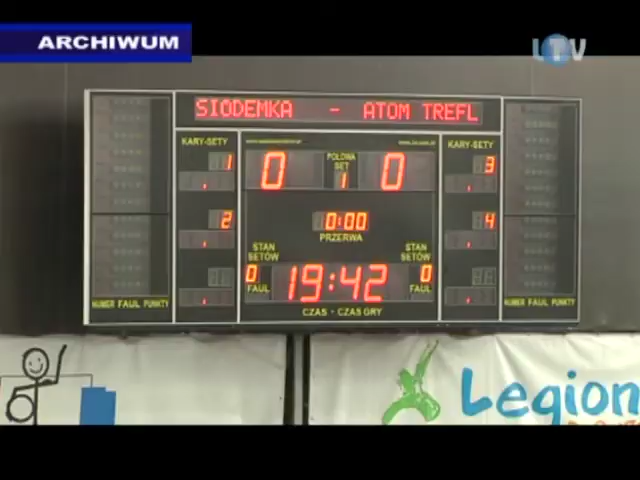 ARCHIWUM
LTV
SIODEMKA - ATOM TREFL
KARY-SETY
KARY-SETY
1
0
POŁOWA
SET
1
0
3
2
0:00
PRZERWA
4
STAN
SETÓW
0
FAUL
19:42
STAN
SETÓW
0
FAUL
NUMER FAUL PUNKTY
CZAS - CZAS GRY
NUMER FAUL PUNKTY
Legion